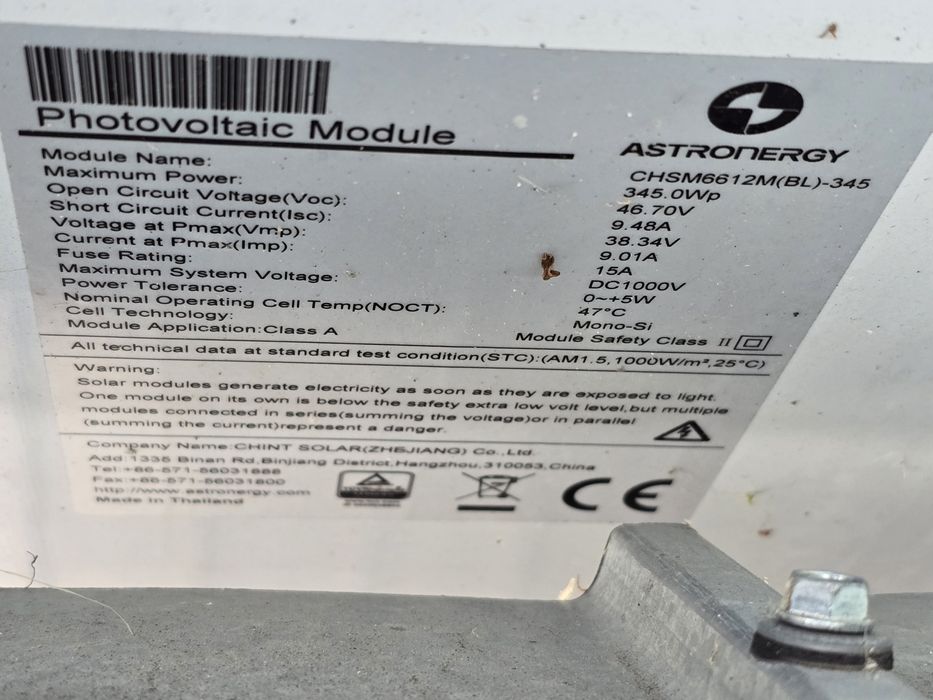 Photovoltaic Module
ASTRONERGY
Module Name: CHSM6612M(BL)-345
Maximum Power: 345.0Wp
Open Circuit Voltage(Voc): 46.70V
Short Circuit Current(Isc): 9.48A
Voltage at Pmax(Vmp): 38.34V
Current at Pmax(Imp): 9.01A
Fuse Rating: 15A
Maximum System Voltage: DC1000V
Power Tolerance: 0~+5W
Nominal Operating Cell Temp(NOCT): 47°C
Cell Technology: Mono-Si
Module Application:Class A Module Safety Class II
All technical data at standard test condition(STC):(AM1.5,1000W/m²,25°C)
Warning:
Solar modules generate electricity as soon as they are exposed to light.
One module on its own is below the safety extra low volt level,but multiple
modules connected in series(summing the voltage)or in parallel
(summing the current)represent a danger.
Company Name:CHINT SOLAR(ZHEJIANG) Co.,Ltd.
Add:1335 Binan Rd,Binjiang District,Hangzhou,310053,China
Tel:+86-571-56031888
Fax:+86-571-56031800
http://www.astronergy.com
Made in Thailand
CE